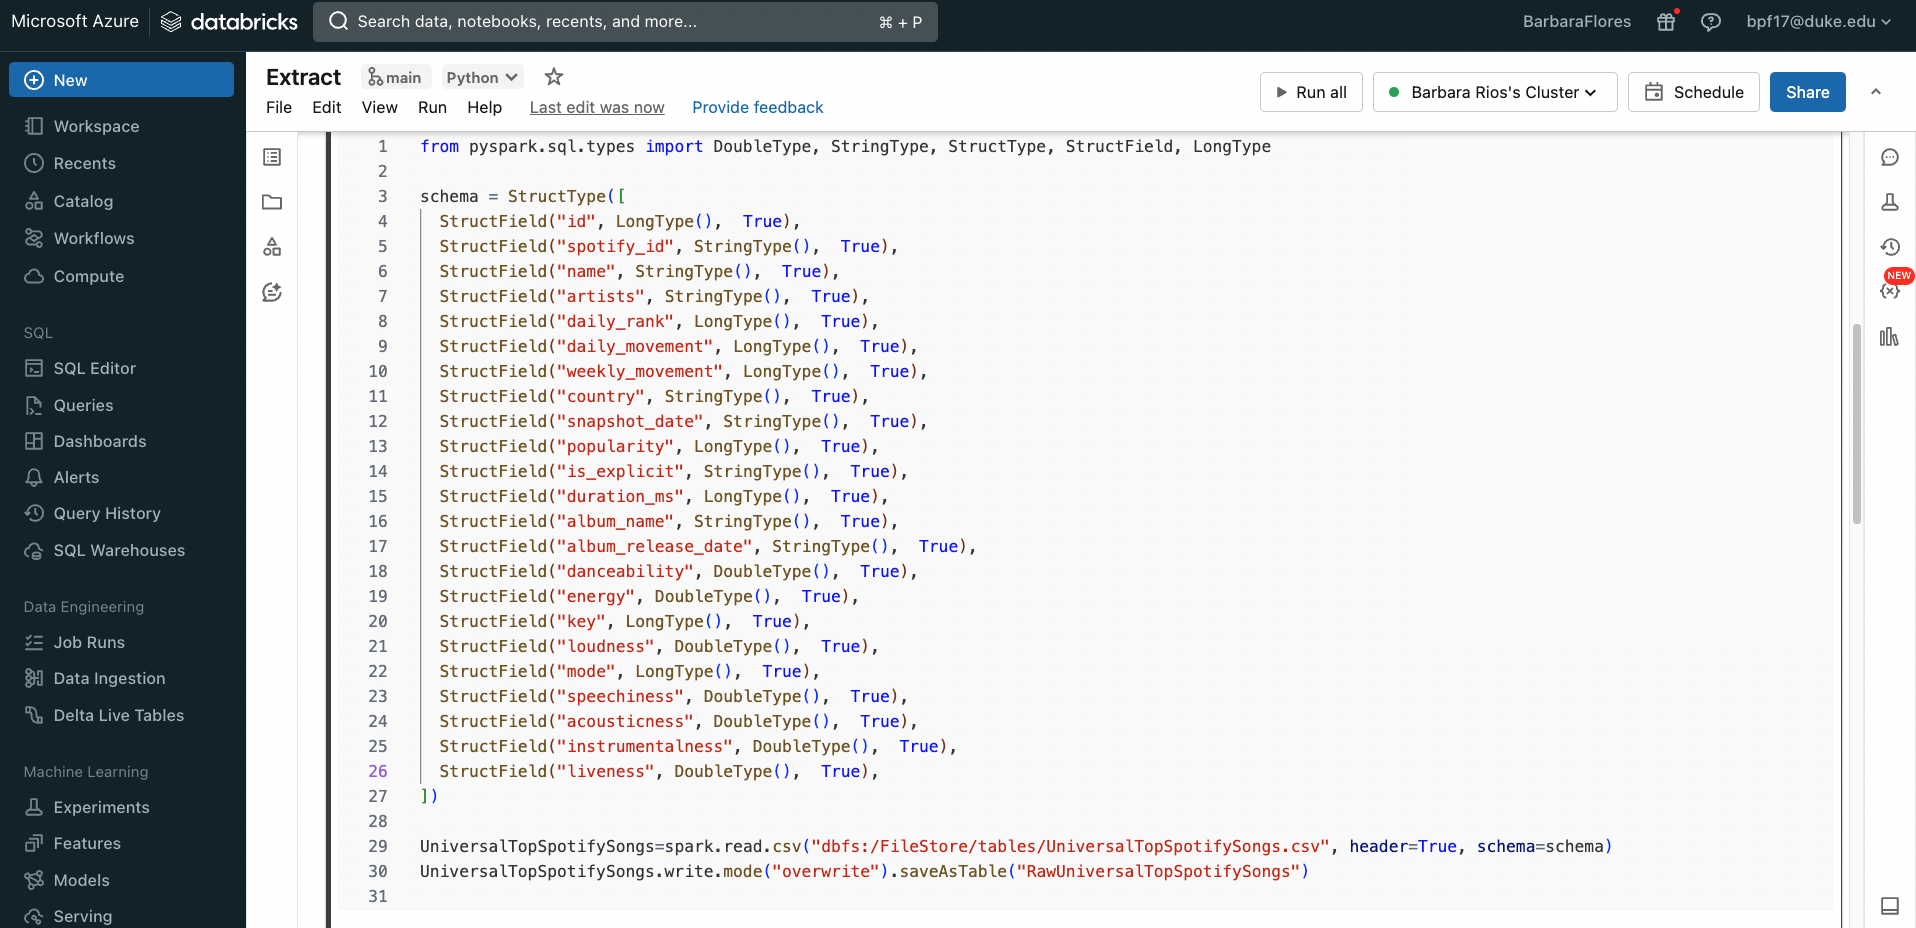 Microsoft Azure databricks Search data, notebooks, recents, and more... ⌘ + P BarbaraFlores bpf17@duke.edu
New
Workspace
Recents
Catalog
Workflows
Compute
SQL
SQL Editor
Queries
Dashboards
Alerts
Query History
SQL Warehouses
Data Engineering
Job Runs
Data Ingestion
Delta Live Tables
Machine Learning
Experiments
Features
Models
Serving
Extract main Python
File Edit View Run Help Last edit was now Provide feedback
Run all Barbara Rios's Cluster Schedule Share
1 from pyspark.sql.types import DoubleType, StringType, StructType, StructField, LongType
2
3 schema = StructType([
4 StructField("id", LongType(), True),
5 StructField("spotify_id", StringType(), True),
6 StructField("name", StringType(), True),
7 StructField("artists", StringType(), True),
8 StructField("daily_rank", LongType(), True),
9 StructField("daily_movement", LongType(), True),
10 StructField("weekly_movement", LongType(), True),
11 StructField("country", StringType(), True),
12 StructField("snapshot_date", StringType(), True),
13 StructField("popularity", LongType(), True),
14 StructField("is_explicit", StringType(), True),
15 StructField("duration_ms", LongType(), True),
16 StructField("album_name", StringType(), True),
17 StructField("album_release_date", StringType(), True),
18 StructField("danceability", DoubleType(), True),
19 StructField("energy", DoubleType(), True),
20 StructField("key", LongType(), True),
21 StructField("loudness", DoubleType(), True),
22 StructField("mode", LongType(), True),
23 StructField("speechiness", DoubleType(), True),
24 StructField("acousticness", DoubleType(), True),
25 StructField("instrumentalness", DoubleType(), True),
26 StructField("liveness", DoubleType(), True),
27 ])
28
29 UniversalTopSpotifySongs=spark.read.csv("dbfs:/FileStore/tables/UniversalTopSpotifySongs.csv", header=True, schema=schema)
30 UniversalTopSpotifySongs.write.mode("overwrite").saveAsTable("RawUniversalTopSpotifySongs")
31
NEW